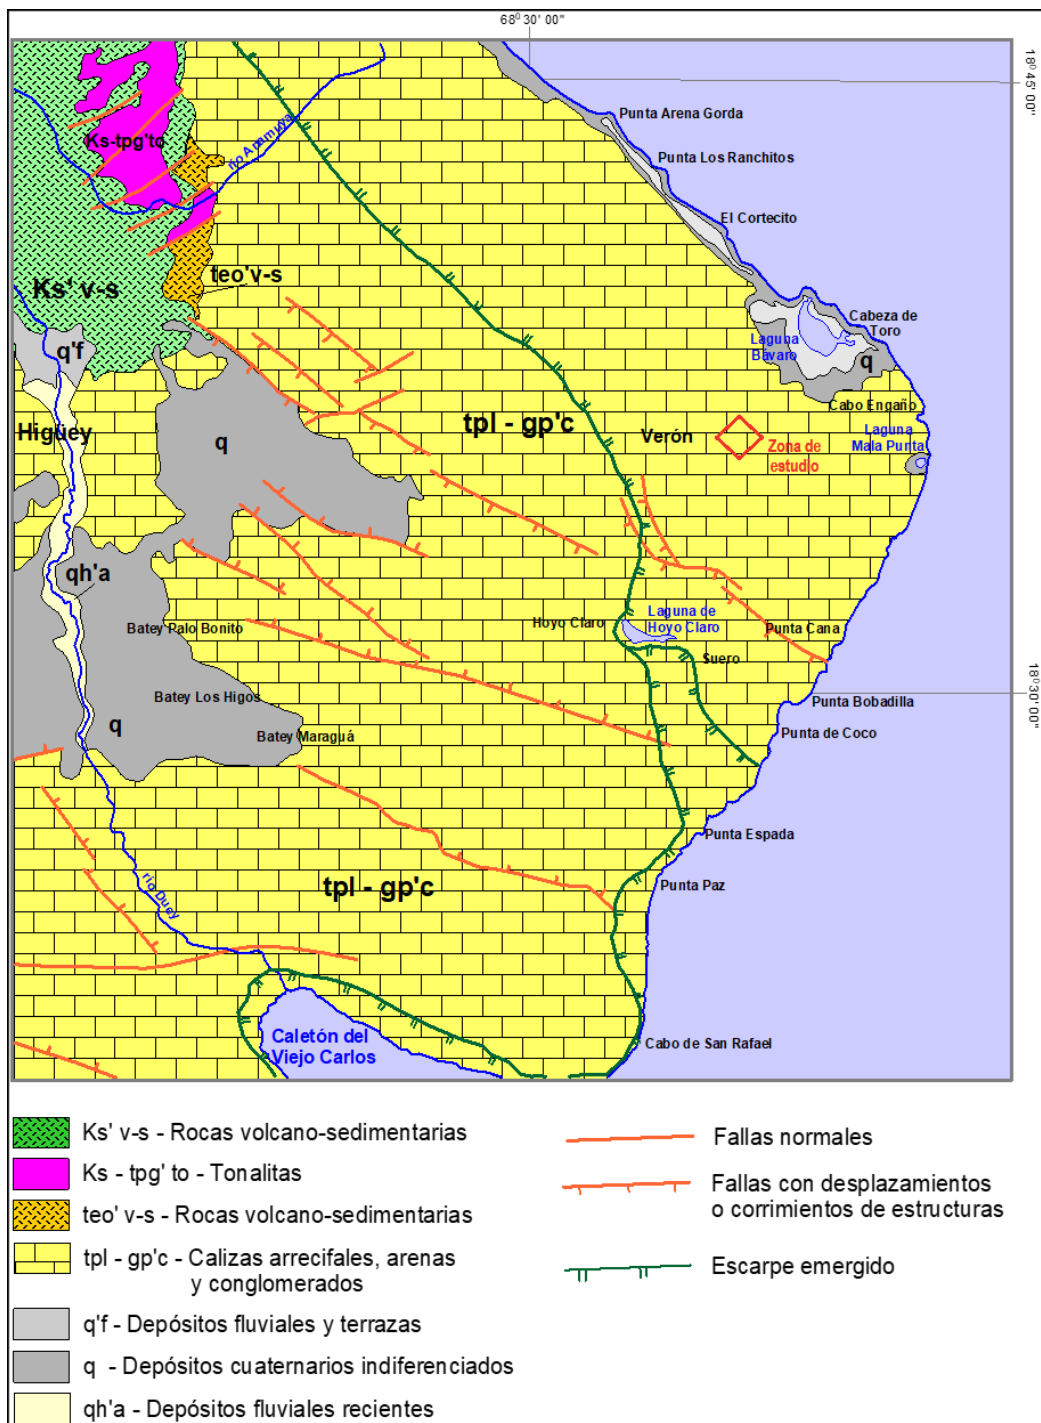 68⁰ 30' 00"
18⁰ 45' 00"
Punta Arena Gorda
Ks-tpg'to
río Anamuya
Punta Los Ranchitos
El Cortecito
teo'v-s
Ks' v-s
Cabeza de
Toro
Laguna
Bávaro
q'f
q
Cabo Engaño
tpl - gp'c
Higüey
Verón
q
Laguna
Mala Punta
Zona de
estudio
qh'a
Hoyo Claro
Laguna de
Hoyo Claro
Batey Palo Bonito
Punta Cana
Suero
18⁰ 30' 00"
Batey Los Higos
Punta Bobadilla
q
Batey Maraguá
Punta de Coco
Punta Espada
tpl - gp'c
Punta Paz
río Duey
Caletón del
Viejo Carlos
Cabo de San Rafael
Ks' v-s - Rocas volcano-sedimentarias
Ks - tpg' to - Tonalitas
teo' v-s - Rocas volcano-sedimentarias
tpl - gp'c - Calizas arrecifales, arenas
y conglomerados
q'f - Depósitos fluviales y terrazas
q - Depósitos cuaternarios indiferenciados
qh'a - Depósitos fluviales recientes
Fallas normales
Fallas con desplazamientos
o corrimientos de estructuras
Escarpe emergido